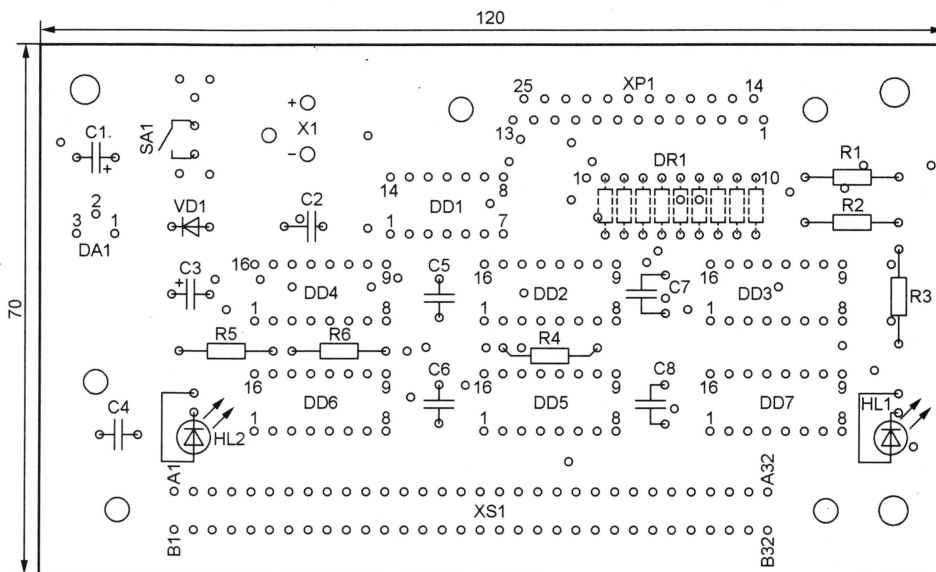 120
25 XP1 14
+
X1
−
SA1
C1.
+
13 1
R1
DR1
1 10
14 8
DD1
1 7
2
3 1
DA1
VD1
C2
R2
+ C3
16 9
DD4
1 8
C5
16 9
DD2
1 8
C7
16 9
DD3
1 8
R3
70
R5
R6
R4
16 9
DD6
1 8
C6
16 9
DD5
1 8
C8
16 9
DD7
1 8
C4
HL2
HL1
A1 A32
XS1
B1 B32